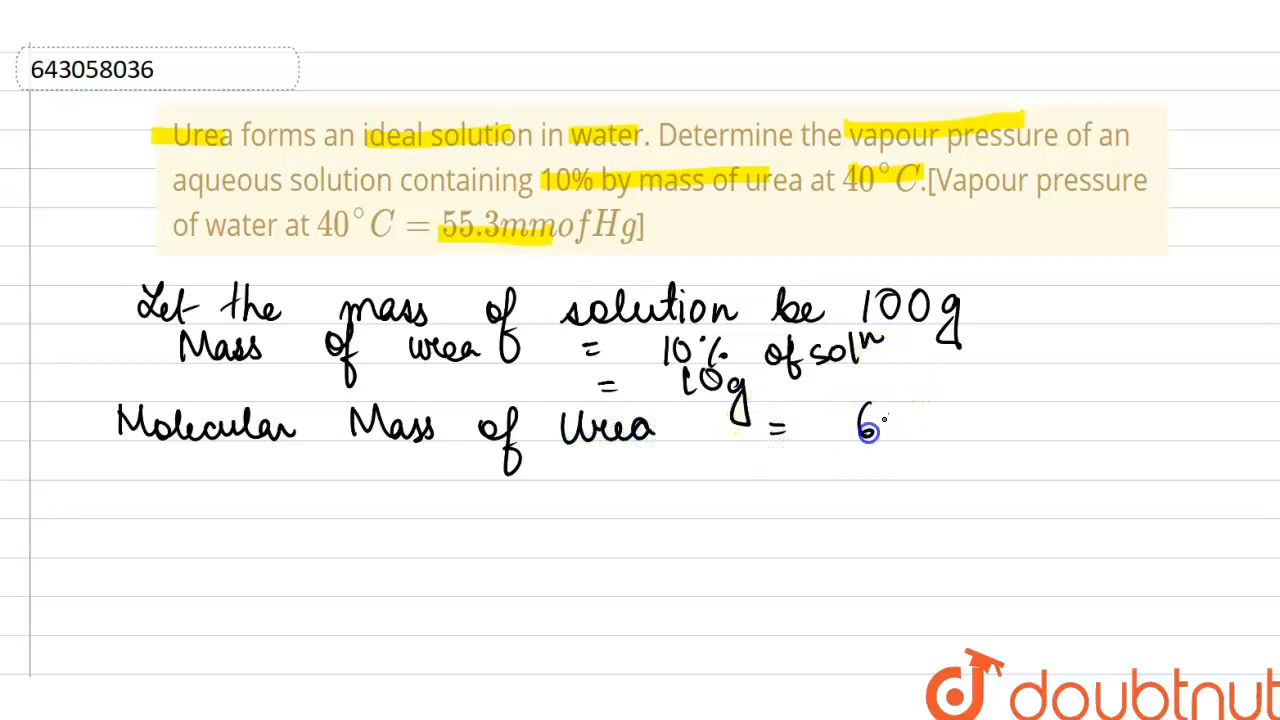 643058036
Urea forms an ideal solution in water. Determine the vapour pressure of an
aqueous solution containing 10% by mass of urea at 40°C.[Vapour pressure
of water at 40°C = 55.3mmofHg]
Let the mass of solution be 100g
Mass of urea = 10% of solⁿ
= 10g
Molecular Mass of Urea = 6
doubtnut